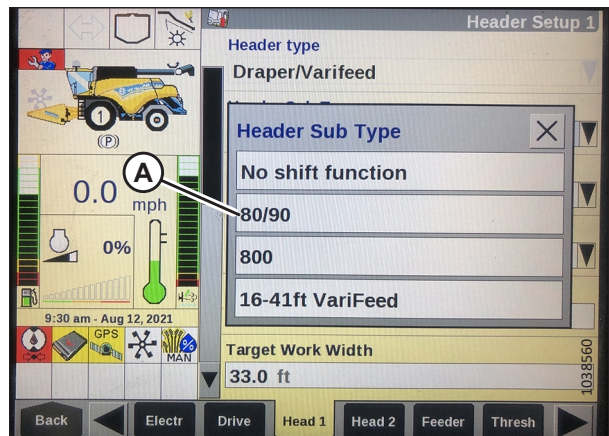 Header Setup 1
Header type
Draper/Varifeed
Header Sub Type
No shift function
80/90
800
16-41ft VariFeed
A
1
(P)
0.0 mph
0%
9:30 am - Aug 12, 2021
GPS
MAN
Target Work Width
33.0 ft
1038560
Back
Electr
Drive
Head 1
Head 2
Feeder
Thresh